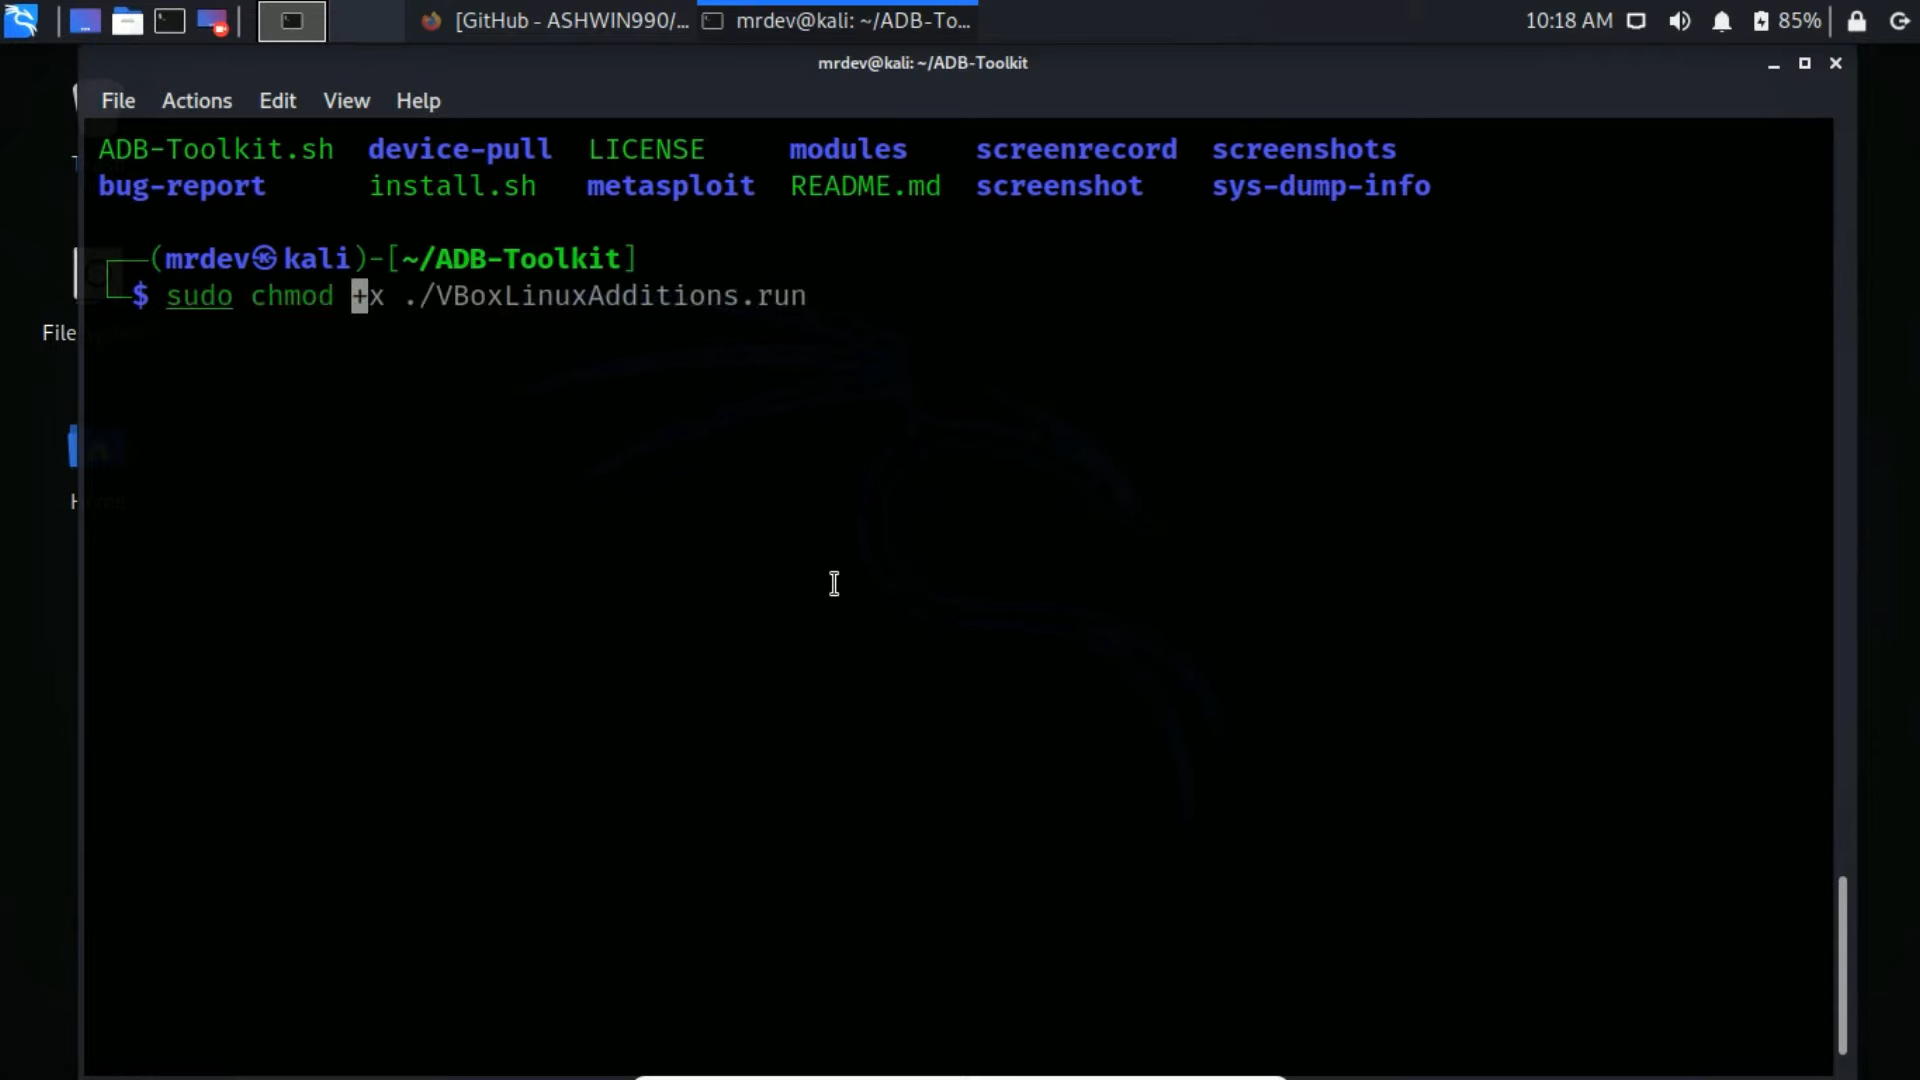 [GitHub - ASHWIN990/... mrdev@kali: ~/ADB-To... 10:18 AM 85%
mrdev@kali: ~/ADB-Toolkit
File Actions Edit View Help
ADB-Toolkit.sh device-pull LICENSE modules screenrecord screenshots
bug-report install.sh metasploit README.md screenshot sys-dump-info
(mrdev㉿kali)-[~/ADB-Toolkit]
$ sudo chmod +x ./VBoxLinuxAdditions.run
File